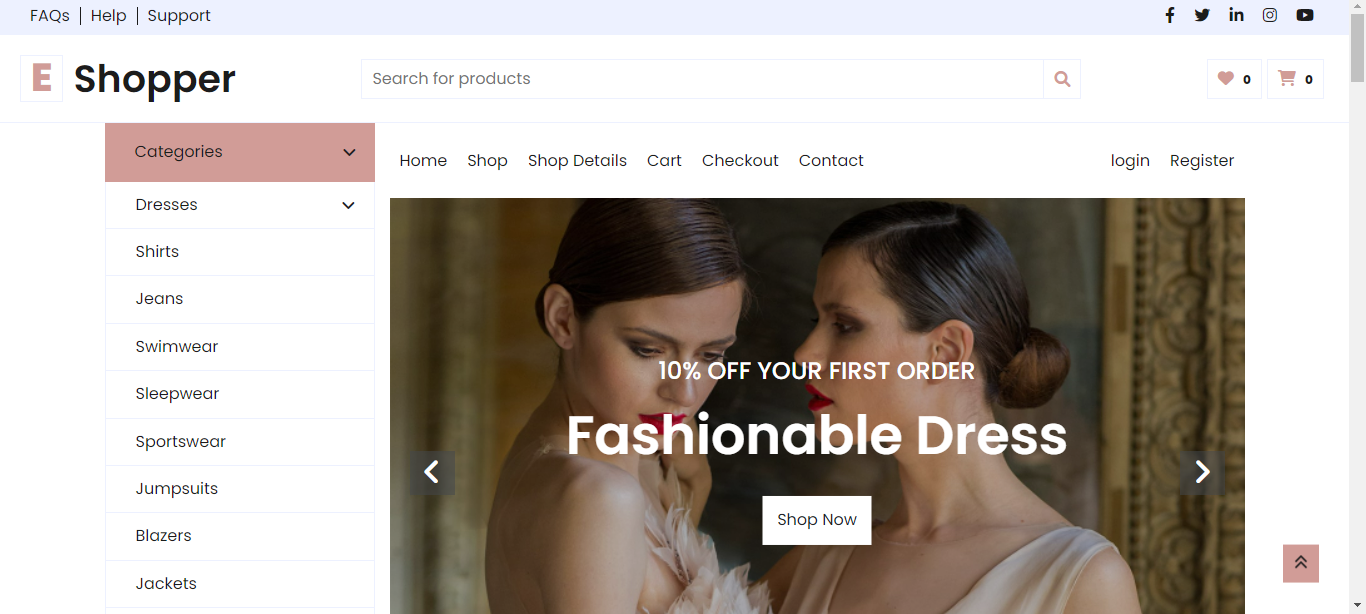 FAQs | Help | Support
E Shopper
Search for products
0 0
Categories
Home Shop Shop Details Cart Checkout Contact login Register
Dresses
Shirts
Jeans
Swimwear
Sleepwear
Sportswear
Jumpsuits
Blazers
Jackets
10% OFF YOUR FIRST ORDER
Fashionable Dress
Shop Now